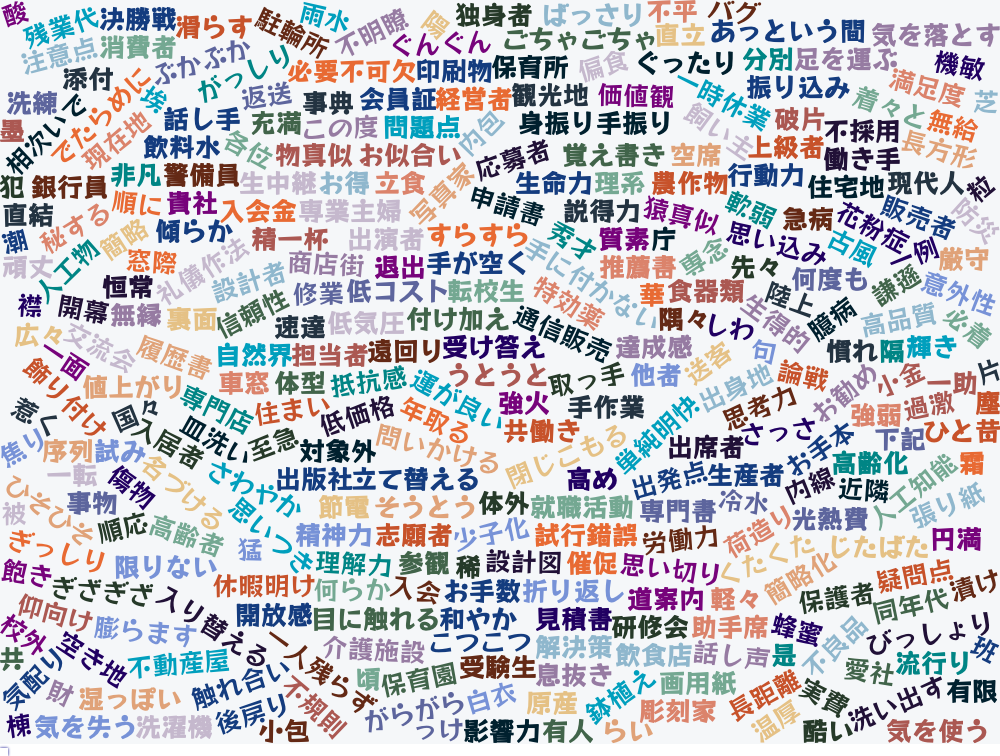 酸
残業代
決勝戦
滑らす
駐輪所
雨水
不明瞭
陽
独身者
ばっさり
不平
バグ
注意点
消費者
ぶかぶか
がっしり
ぐんぐん
ごちゃごちゃ
直立
あっという間
気を落とす
添付
必要不可欠
印刷物
保育所
偏食
ぐったり
分別
足を運ぶ
機敏
洗練
相次いで
でたらめに
埃
返送
事典
会員証
経営者
観光地
価値観
一時休業
振り込み
満足度
芝
墨
現在地
話し手
充満
この度
問題点
内包
身振り手振り
飼い主
破片
着々と
無給
不採用
長方形
飲料水
各位
物真似
お似合い
応募者
覚え書き
空席
上級者
働き手
犯
銀行員
非凡
警備員
生中継
お得
立食
写真家
生命力
理系
農作物
行動力
住宅地
現代人
粒
直結
秘する
順に
貴社
入会金
専業主婦
申請書
説得力
猿真似
軟弱
急病
花粉症
販売者
防災
潮
人工物
簡略
傾らか
精一杯
出演者
すらすら
秀才
質素
庁
思い込み
古風
一例
厳守
頑丈
窓際
礼儀作法
商店街
退出
手が空く
手に付かない
推薦書
専念
先々
何度も
謙遜
意外性
襟
恒常
開幕
無縁
裏面
信頼性
設計者
修業
低コスト
転校生
特効薬
華
食器類
生得的
陸上
臆病
高品質
必着
広々
交流会
速達
低気圧
付け加え
通信販売
隅々
しわ
一面
履歴書
自然界
担当者
遠回り
受け答え
達成感
送客
句
慣れ
隔
輝き
飾り付け
値上がり
車窓
体型
抵抗感
運が良い
うとうと
取っ手
他者
出身地
論戦
お勧め
小金
一助
片
惹く
国々
専門店
住まい
低価格
年取る
強火
手作業
単純明快
思考力
強弱
過激
塵
焦り
序列
試み
入居者
皿洗い
至急
対象外
問いかける
共働き
閉じこもる
出席者
さっさ
お手本
下記
ひと昔
一転
傷物
名づける
さわやか
出版社
立て替える
高め
出発点
生産者
内線
高齢化
近隣
人工知能
霜
ひそひそ
事物
被
順応
高齢者
思いつき
節電
そうとう
体外
就職活動
専門書
冷水
光熱費
張り紙
ぎっしり
猛
精神力
志願者
少子化
試行錯誤
労働力
荷造り
くたくた
じたばた
円満
飽き
限りない
理解力
参観
稀
設計図
催促
思い切り
簡略化
疑問点
漬け
ぎざぎざ
休暇明け
何らか
入会
お手数
折り返し
道案内
軽々
保護者
同年代
仰向け
校外
膨らます
入り替える
開放感
目に触れる
和やか
見積書
研修会
助手席
蜂蜜
不良品
びっしょり
班
共
空き地
不動産屋
一人残らず
介護施設
こつこつ
解決策
飲食店
話し声
是
愛社
流行り
気配り
財
湿っぽい
触れ合い
不規則
頃
保育園
受験生
息抜き
鉢植え
画用紙
長距離
実費
洗い出す
有限
棟
気を失う
洗濯機
後戻り
小包
がらがら
白衣
っつけ
影響力
有人
原産
らい
彫刻家
温厚
酷い
気を使う